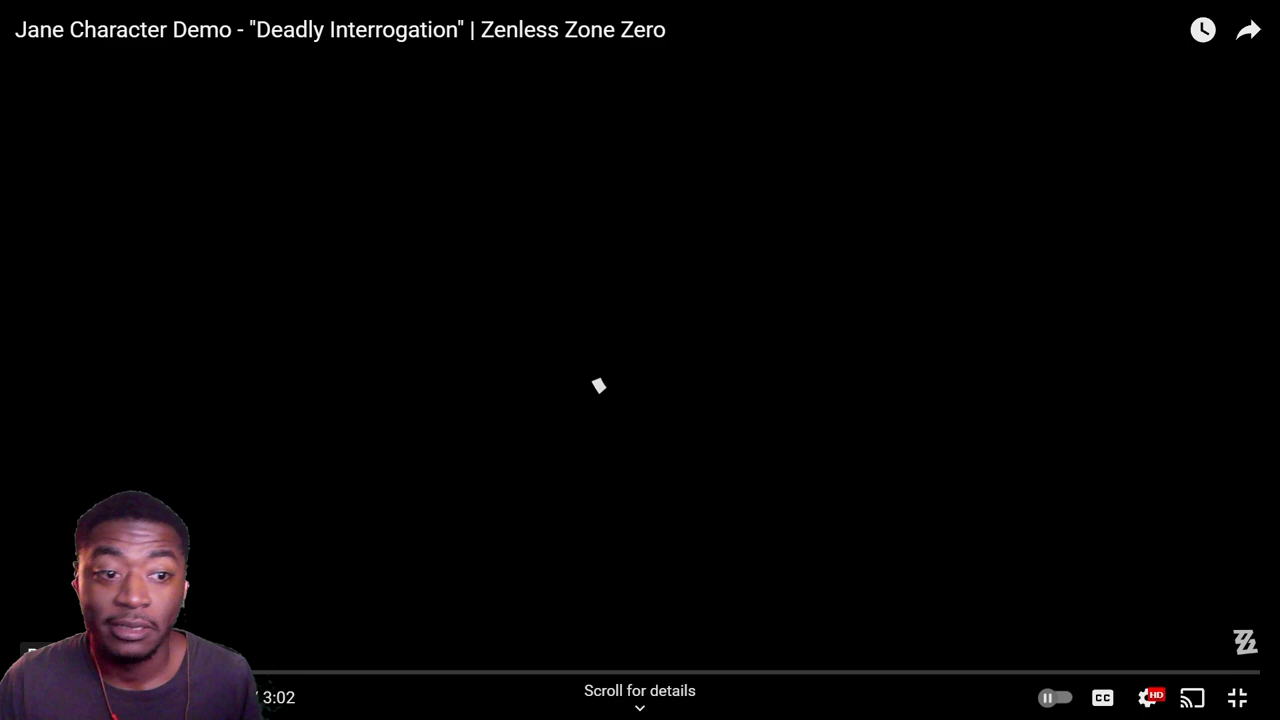 Jane Character Demo - "Deadly Interrogation" | Zenless Zone Zero
/ 3:02
Scroll for details
CC
HD